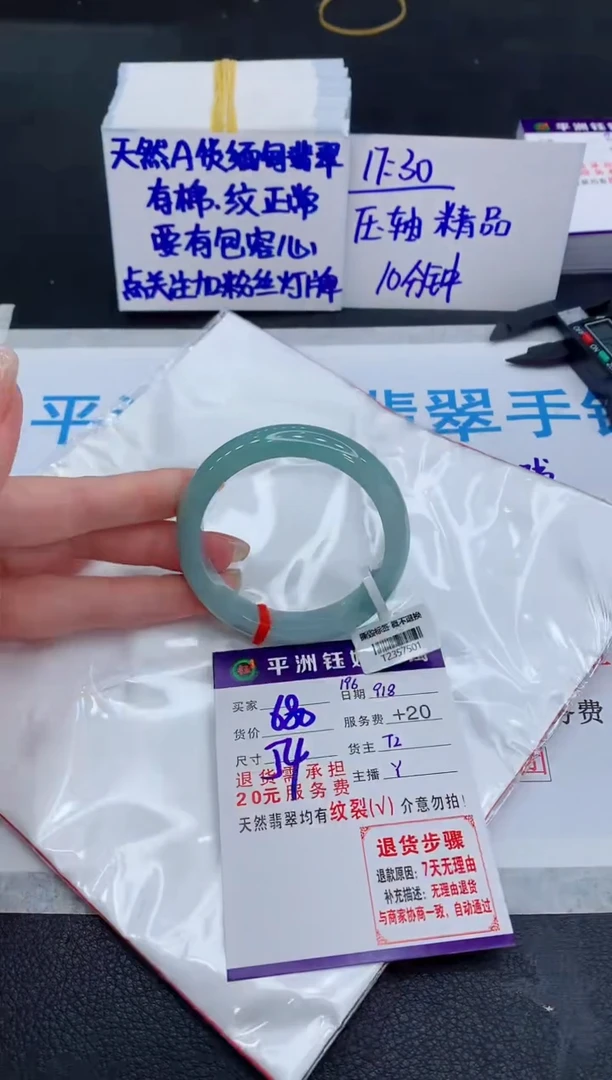 天然A货缅甸翡翠
有棉、纹正常
要有包容心
点关注加粉丝灯牌
17:30
压轴 精品
10分钟
平洲钰
平
翡翠手
12357501
平洲钰
买家
196
日期 918
货价 680
服务费 +20
尺寸 54
货主 T2
退货需承担
20元服务费
主播 Y
天然翡翠均有纹裂(√)介意勿拍!
退货步骤
退款原因:7天无理由
补充描述:无理由退货
与商家协商一致,自动通过
费